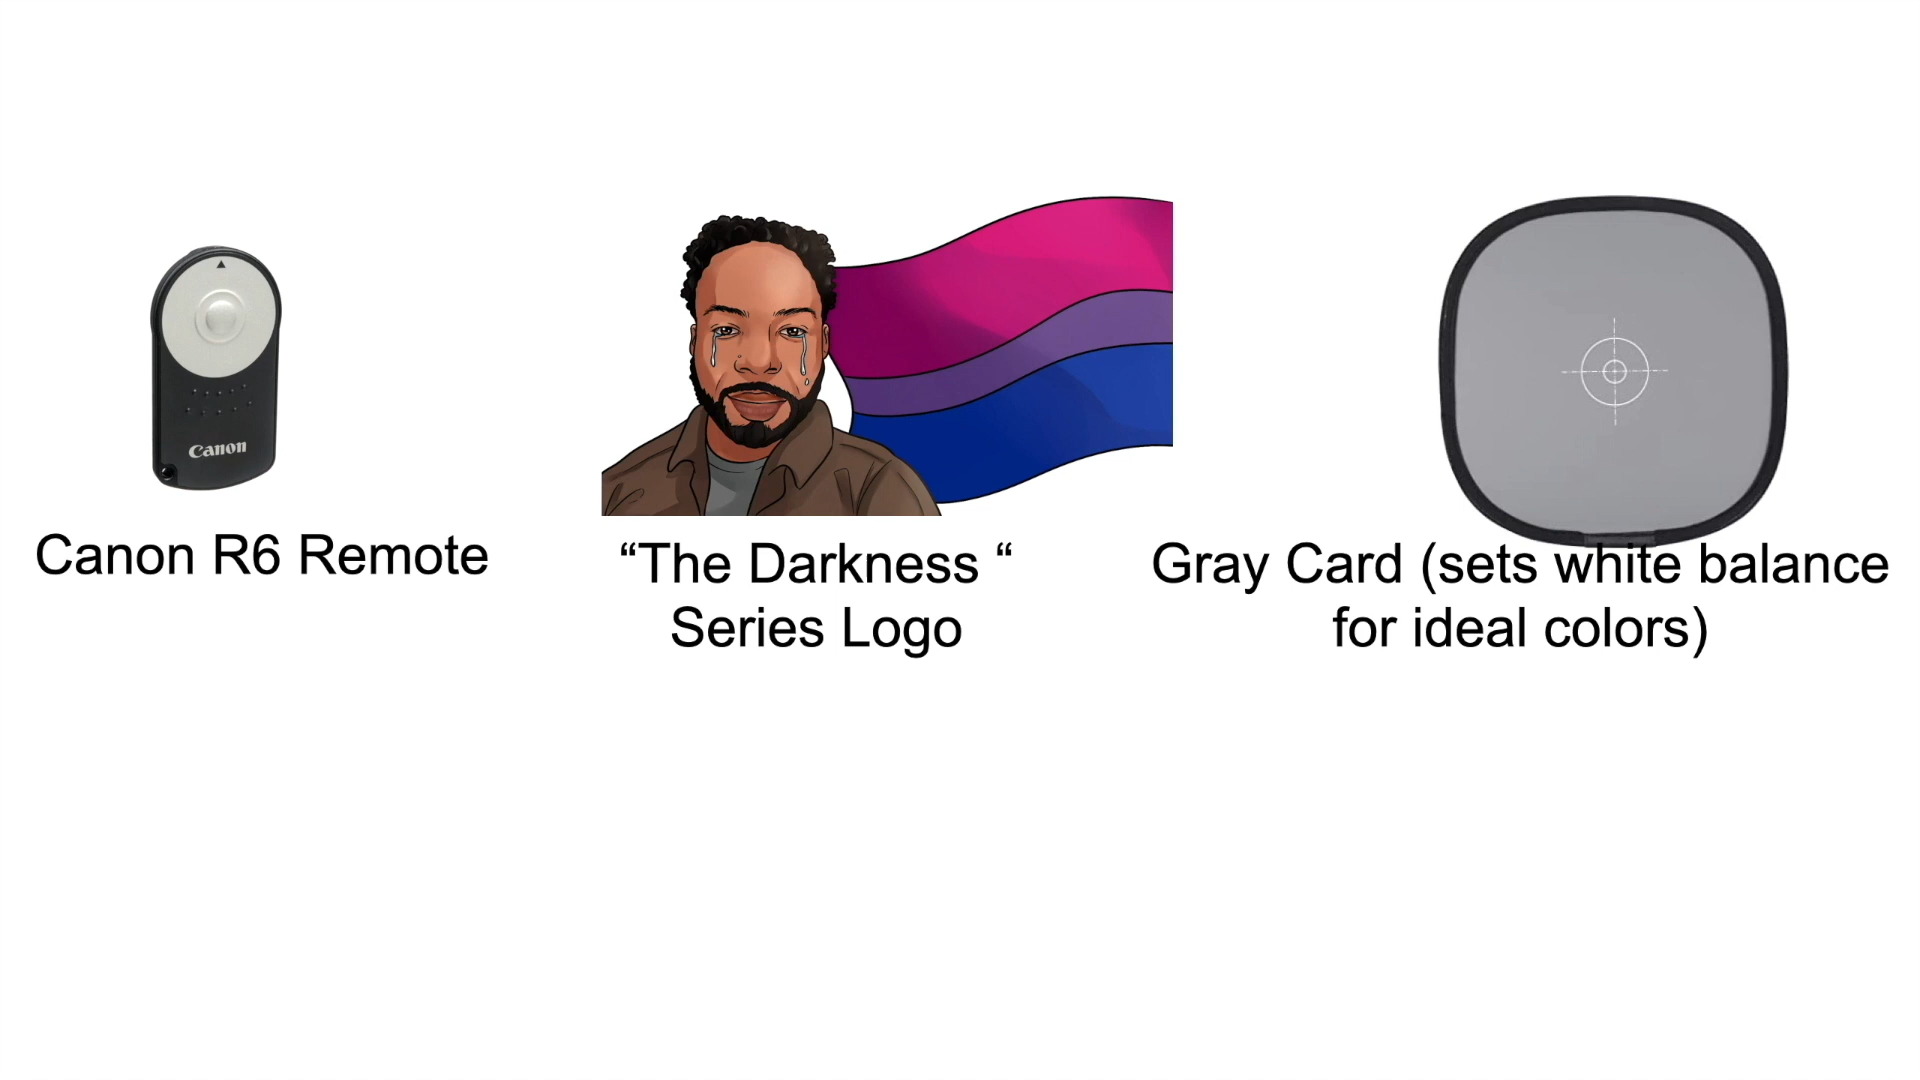 Canon
Canon R6 Remote
“The Darkness “
Series Logo
Gray Card (sets white balance
for ideal colors)